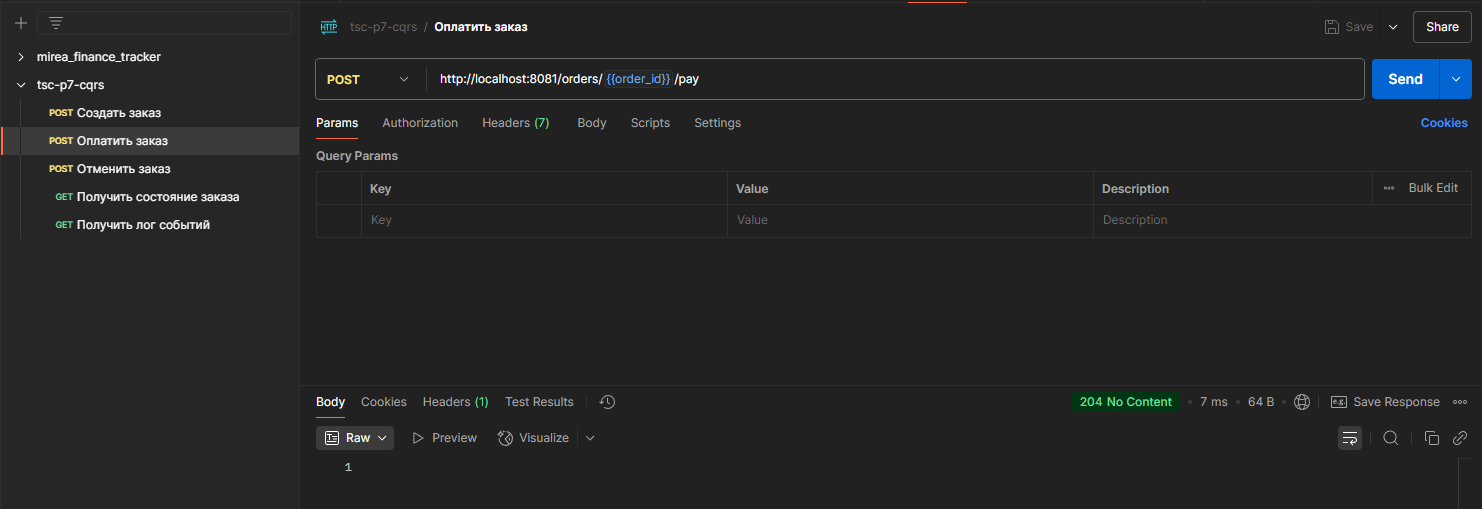 mirea_finance_tracker
tsc-p7-cqrs
POST Создать заказ
POST Оплатить заказ
POST Отменить заказ
GET Получить состояние заказа
GET Получить лог событий
HTTP tsc-p7-cqrs / Оплатить заказ
Save Share
POST http://localhost:8081/orders/ {{order_id}} /pay Send
Params Authorization Headers (7) Body Scripts Settings Cookies
Query Params
Key Value Description Bulk Edit
Key Value Description
Body Cookies Headers (1) Test Results 204 No Content • 7 ms • 64 B • e.g. Save Response
Raw Preview Visualize
1